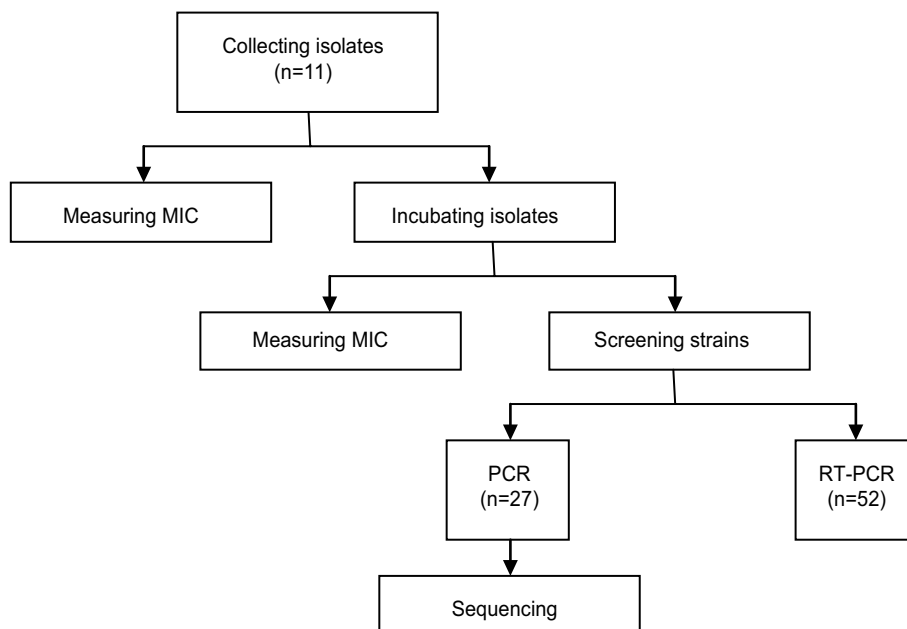 Collecting isolates
(n=11)
Measuring MIC
Incubating isolates
Measuring MIC
Screening strains
PCR
(n=27)
RT-PCR
(n=52)
Sequencing